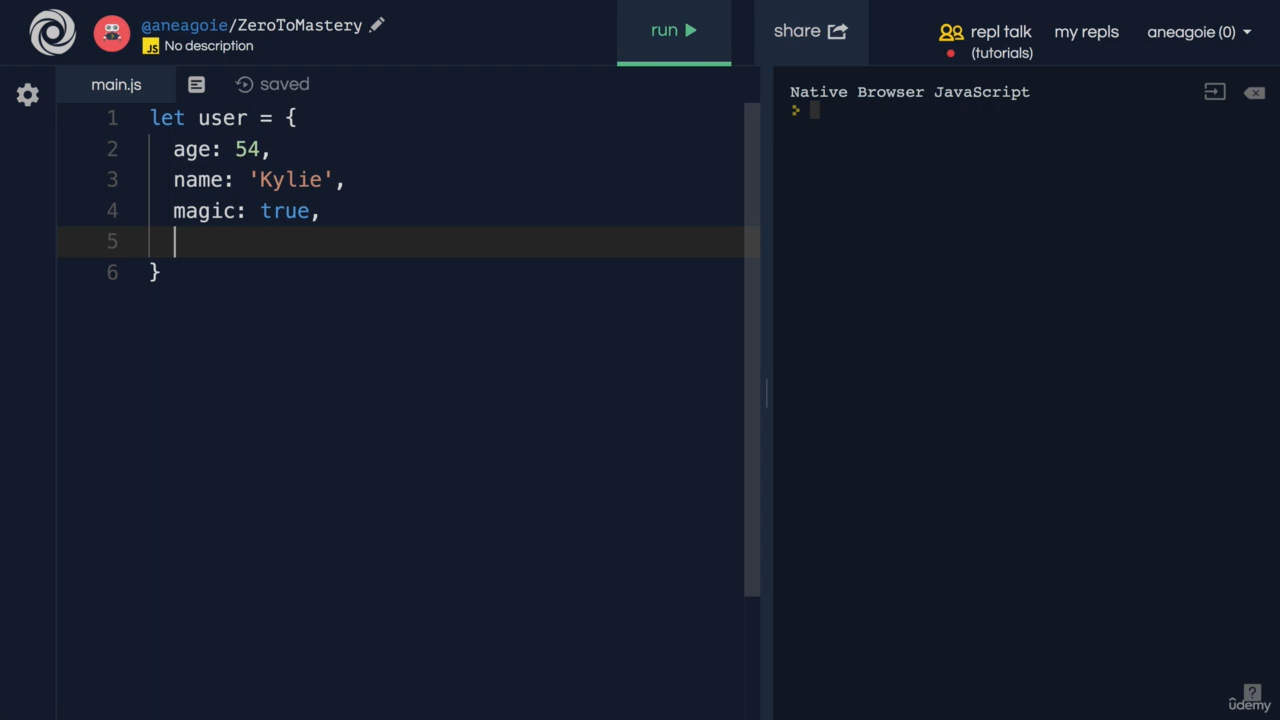 @aneagoie/ZeroToMastery
JS No description
run
share
repl talk
(tutorials)
my repls
aneagoie (0)
main.js
saved
1 let user = {
2   age: 54,
3   name: 'Kylie',
4   magic: true,
5
6 }
Native Browser JavaScript
>
?
ûdemy